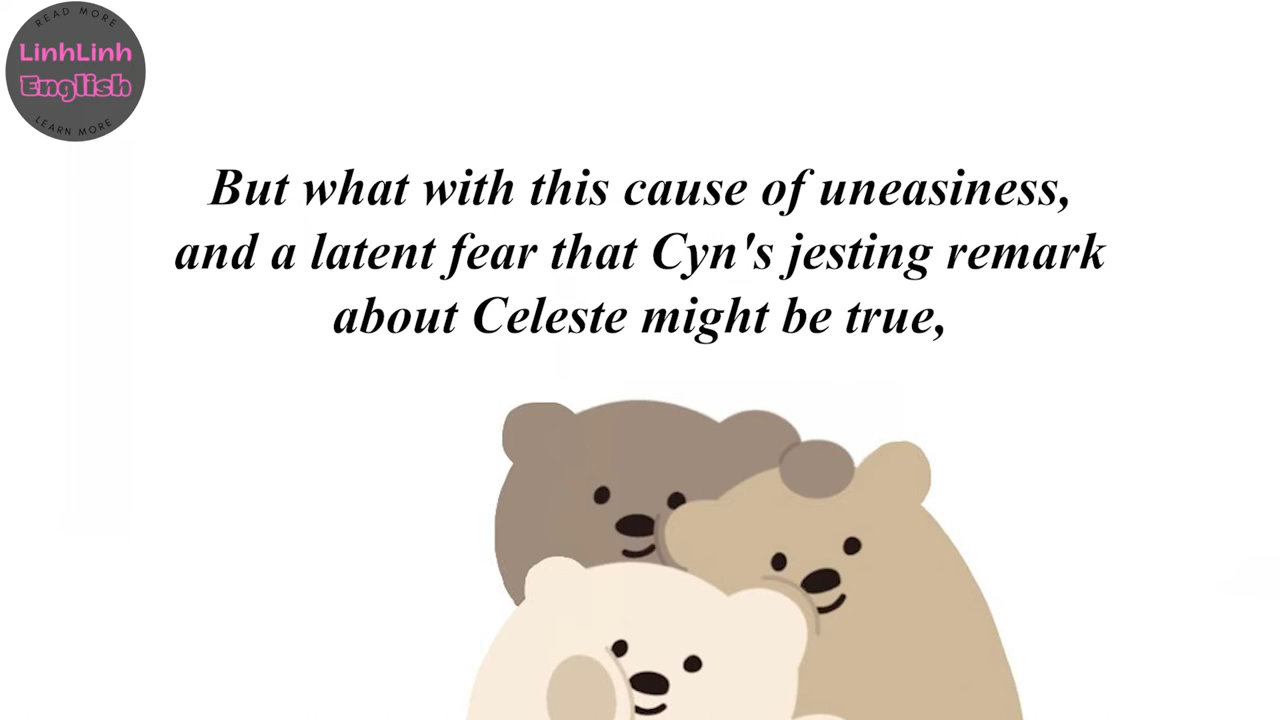 READ MORE
LinhLinh
English
LEARN MORE
But what with this cause of uneasiness,
and a latent fear that Cyn's jesting remark
about Celeste might be true,